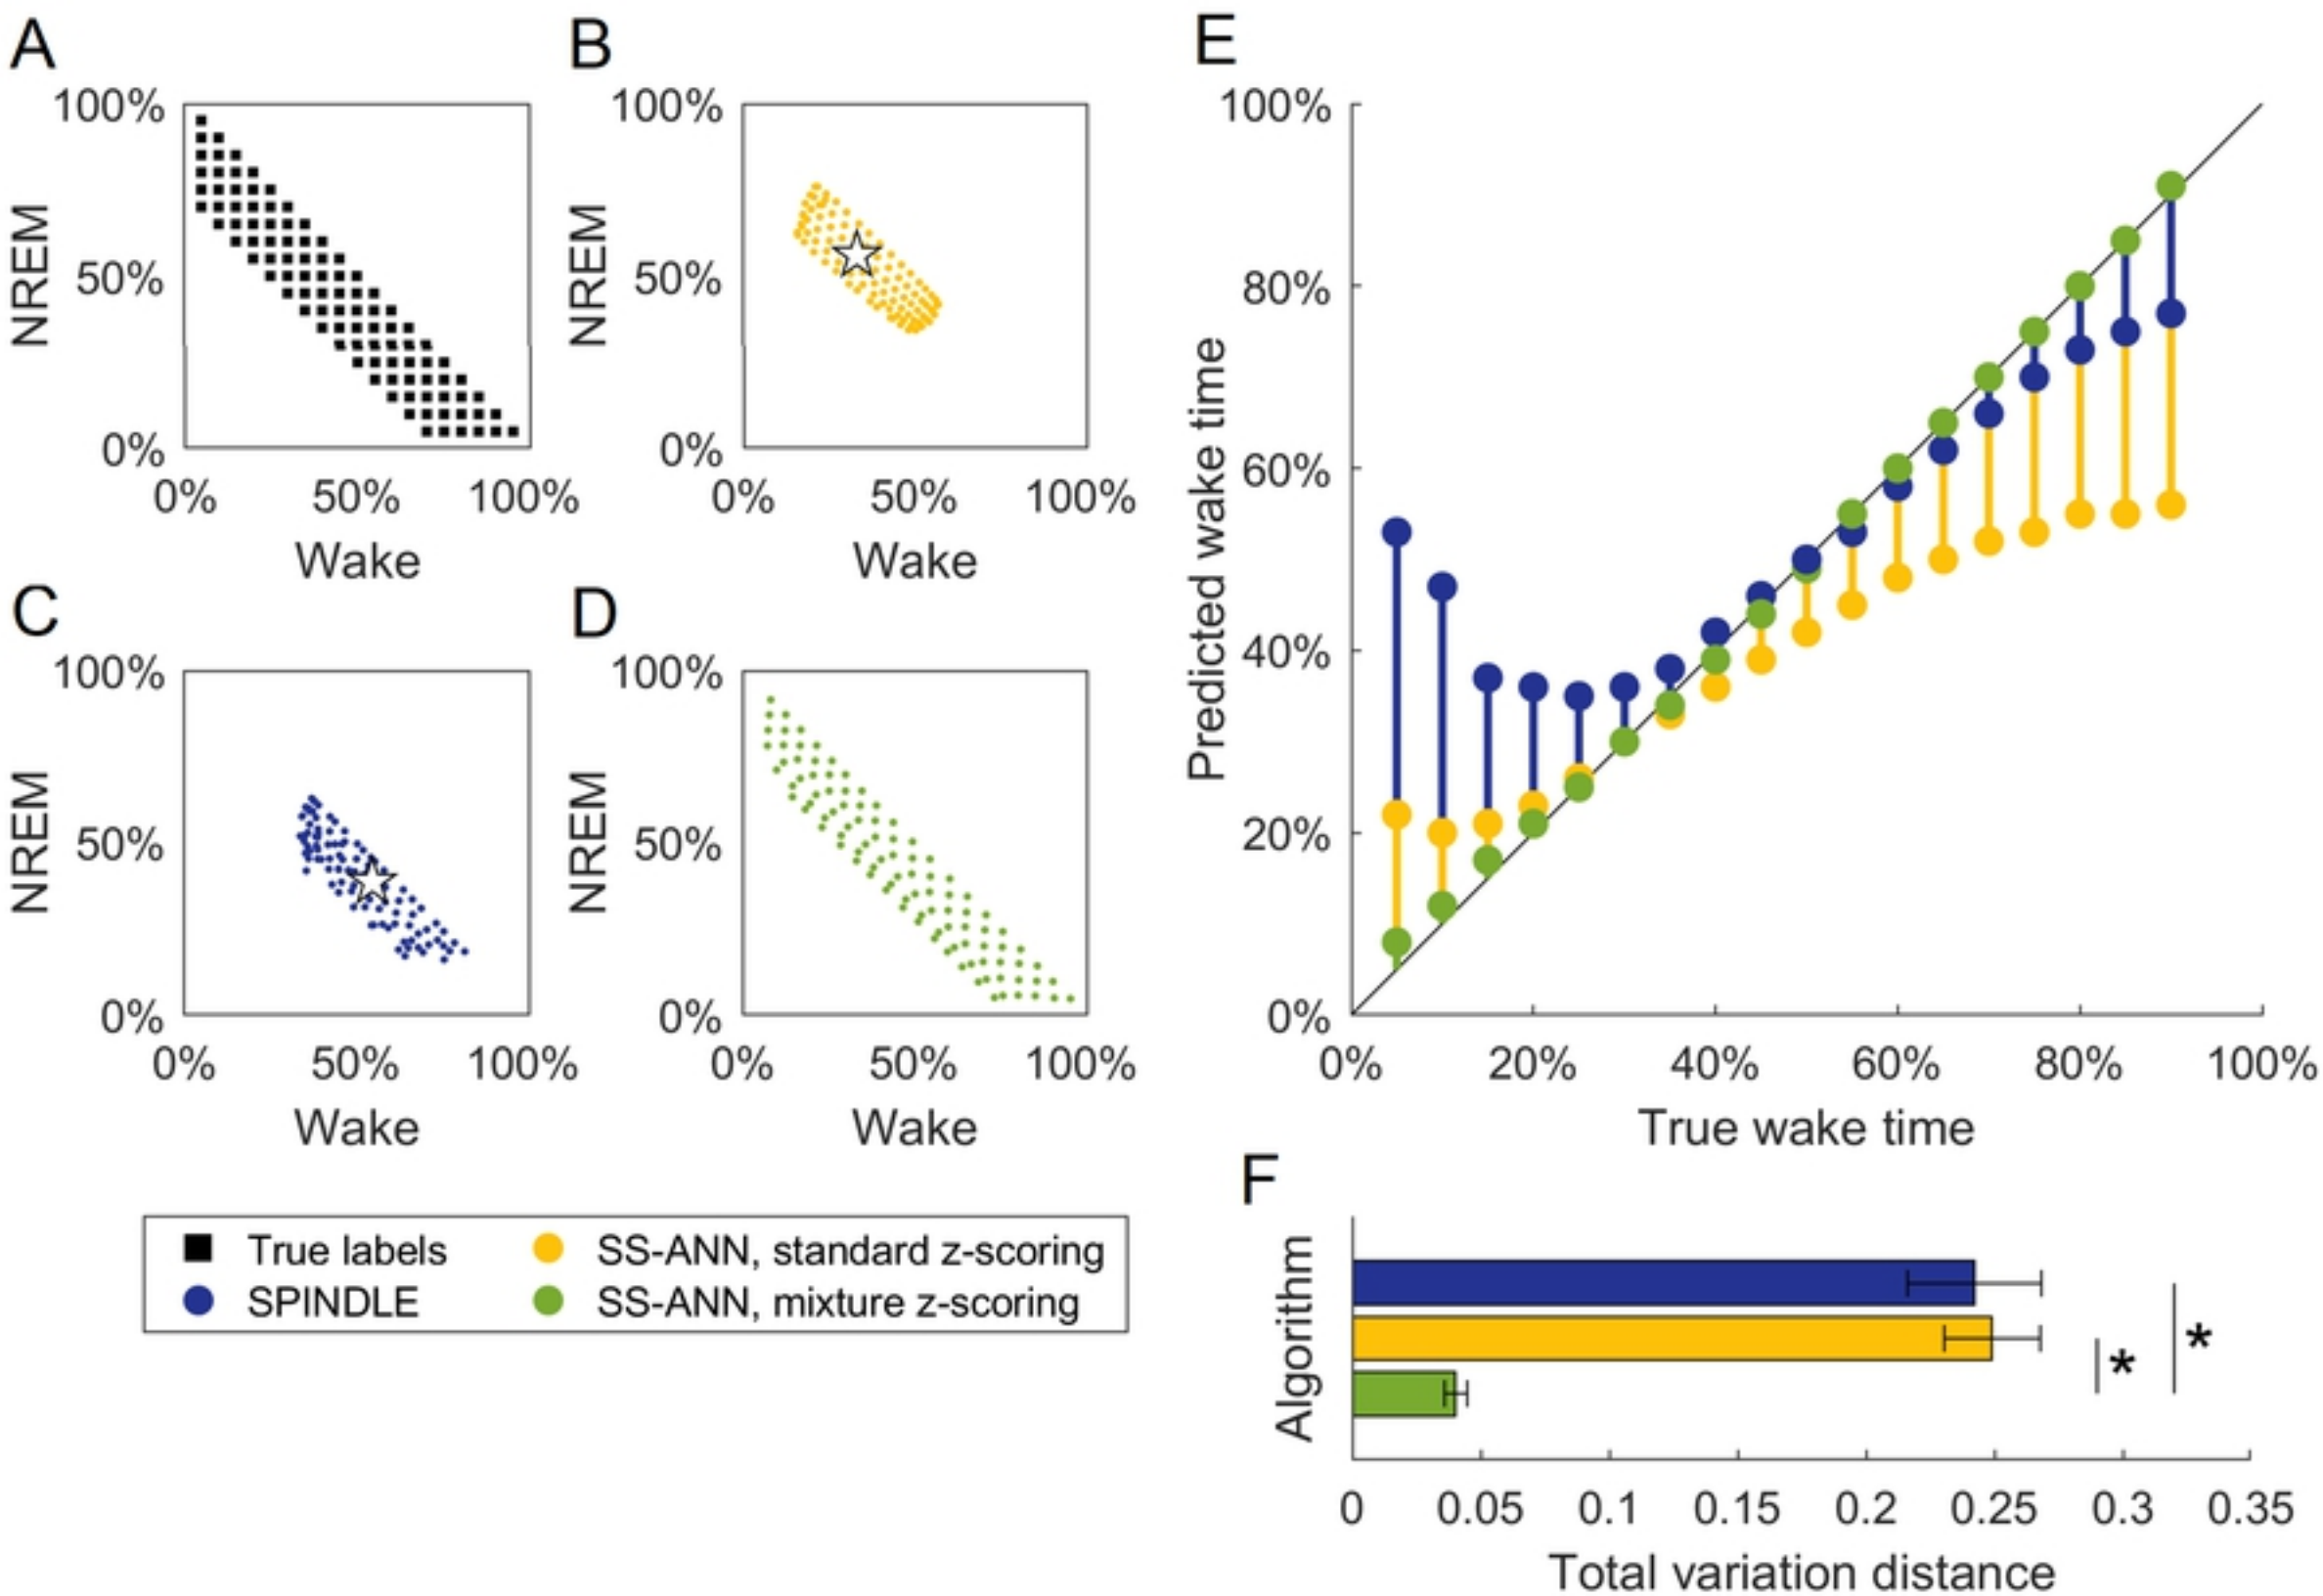 A
100%
50%
0%
NREM
0% 50% 100%
Wake
B
100%
50%
0%
NREM
0% 50% 100%
Wake
C
100%
50%
0%
NREM
0% 50% 100%
Wake
D
100%
50%
0%
NREM
0% 50% 100%
Wake
E
100%
80%
60%
40%
20%
0%
Predicted wake time
0% 20% 40% 60% 80% 100%
True wake time
True labels
SPINDLE
SS-ANN, standard z-scoring
SS-ANN, mixture z-scoring
F
Algorithm
*
*
0 0.05 0.1 0.15 0.2 0.25 0.3 0.35
Total variation distance